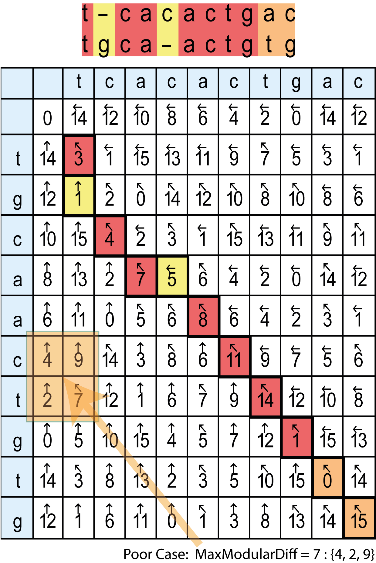 t–cacactgac
tgca–actgtg
t c a c a c t g a c
0 14 12 10 8 6 4 2 0 14 12
t 14 3 1 15 13 11 9 7 5 3 1
g 12 1 2 0 14 12 10 8 10 8 6
c 10 15 4 2 3 1 15 13 11 9 11
a 8 13 2 7 5 6 4 2 0 14 12
a 6 11 0 5 6 8 6 4 2 3 1
c 4 9 14 3 8 6 11 9 7 5 6
t 2 7 12 1 6 7 9 14 12 10 8
g 0 5 10 15 4 5 7 12 1 15 13
t 14 3 8 13 2 3 5 10 15 0 14
g 12 1 6 11 0 1 3 8 13 14 15
Poor Case: MaxModularDiff = 7 : {4, 2, 9}